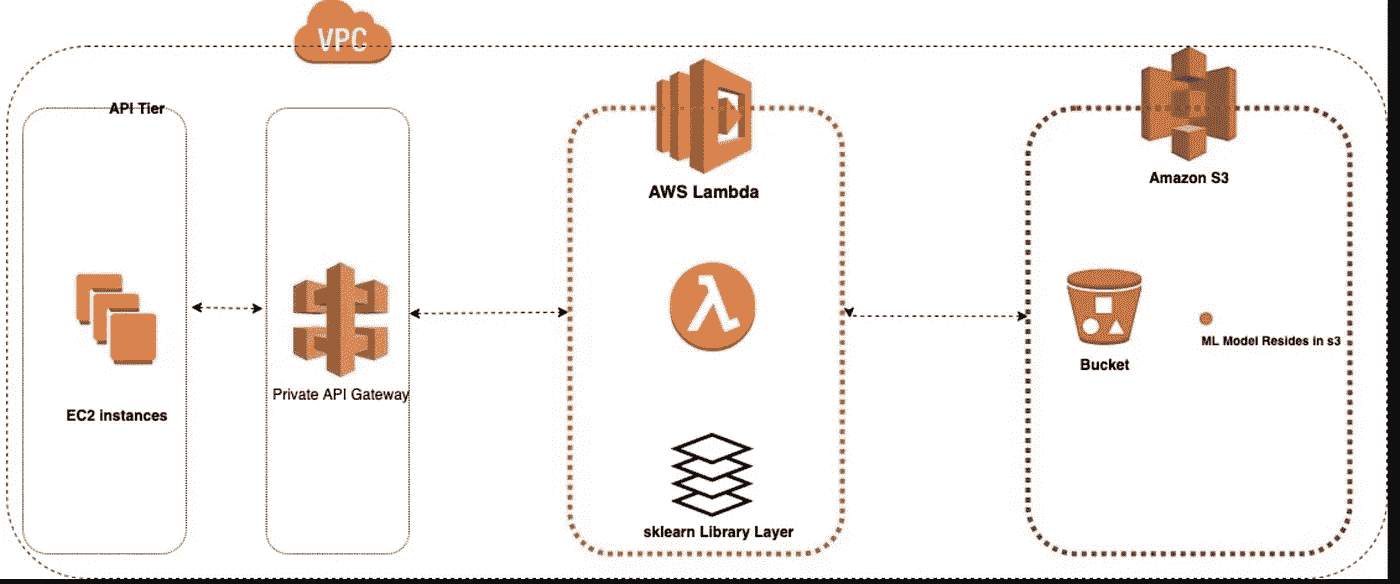 VPC
API Tier
EC2 instances
Private API Gateway
AWS Lambda
λ
sklearn Library Layer
Amazon S3
Bucket
ML Model Resides in s3